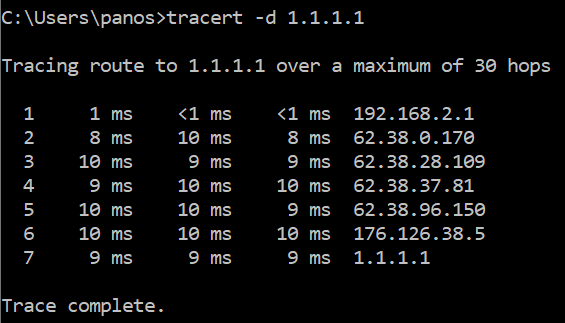 C:\Users\panos>tracert -d 1.1.1.1
Tracing route to 1.1.1.1 over a maximum of 30 hops
1 1 ms <1 ms <1 ms 192.168.2.1
2 8 ms 10 ms 8 ms 62.38.0.170
3 10 ms 9 ms 9 ms 62.38.28.109
4 9 ms 10 ms 10 ms 62.38.37.81
5 10 ms 10 ms 9 ms 62.38.96.150
6 10 ms 10 ms 10 ms 176.126.38.5
7 9 ms 9 ms 9 ms 1.1.1.1
Trace complete.